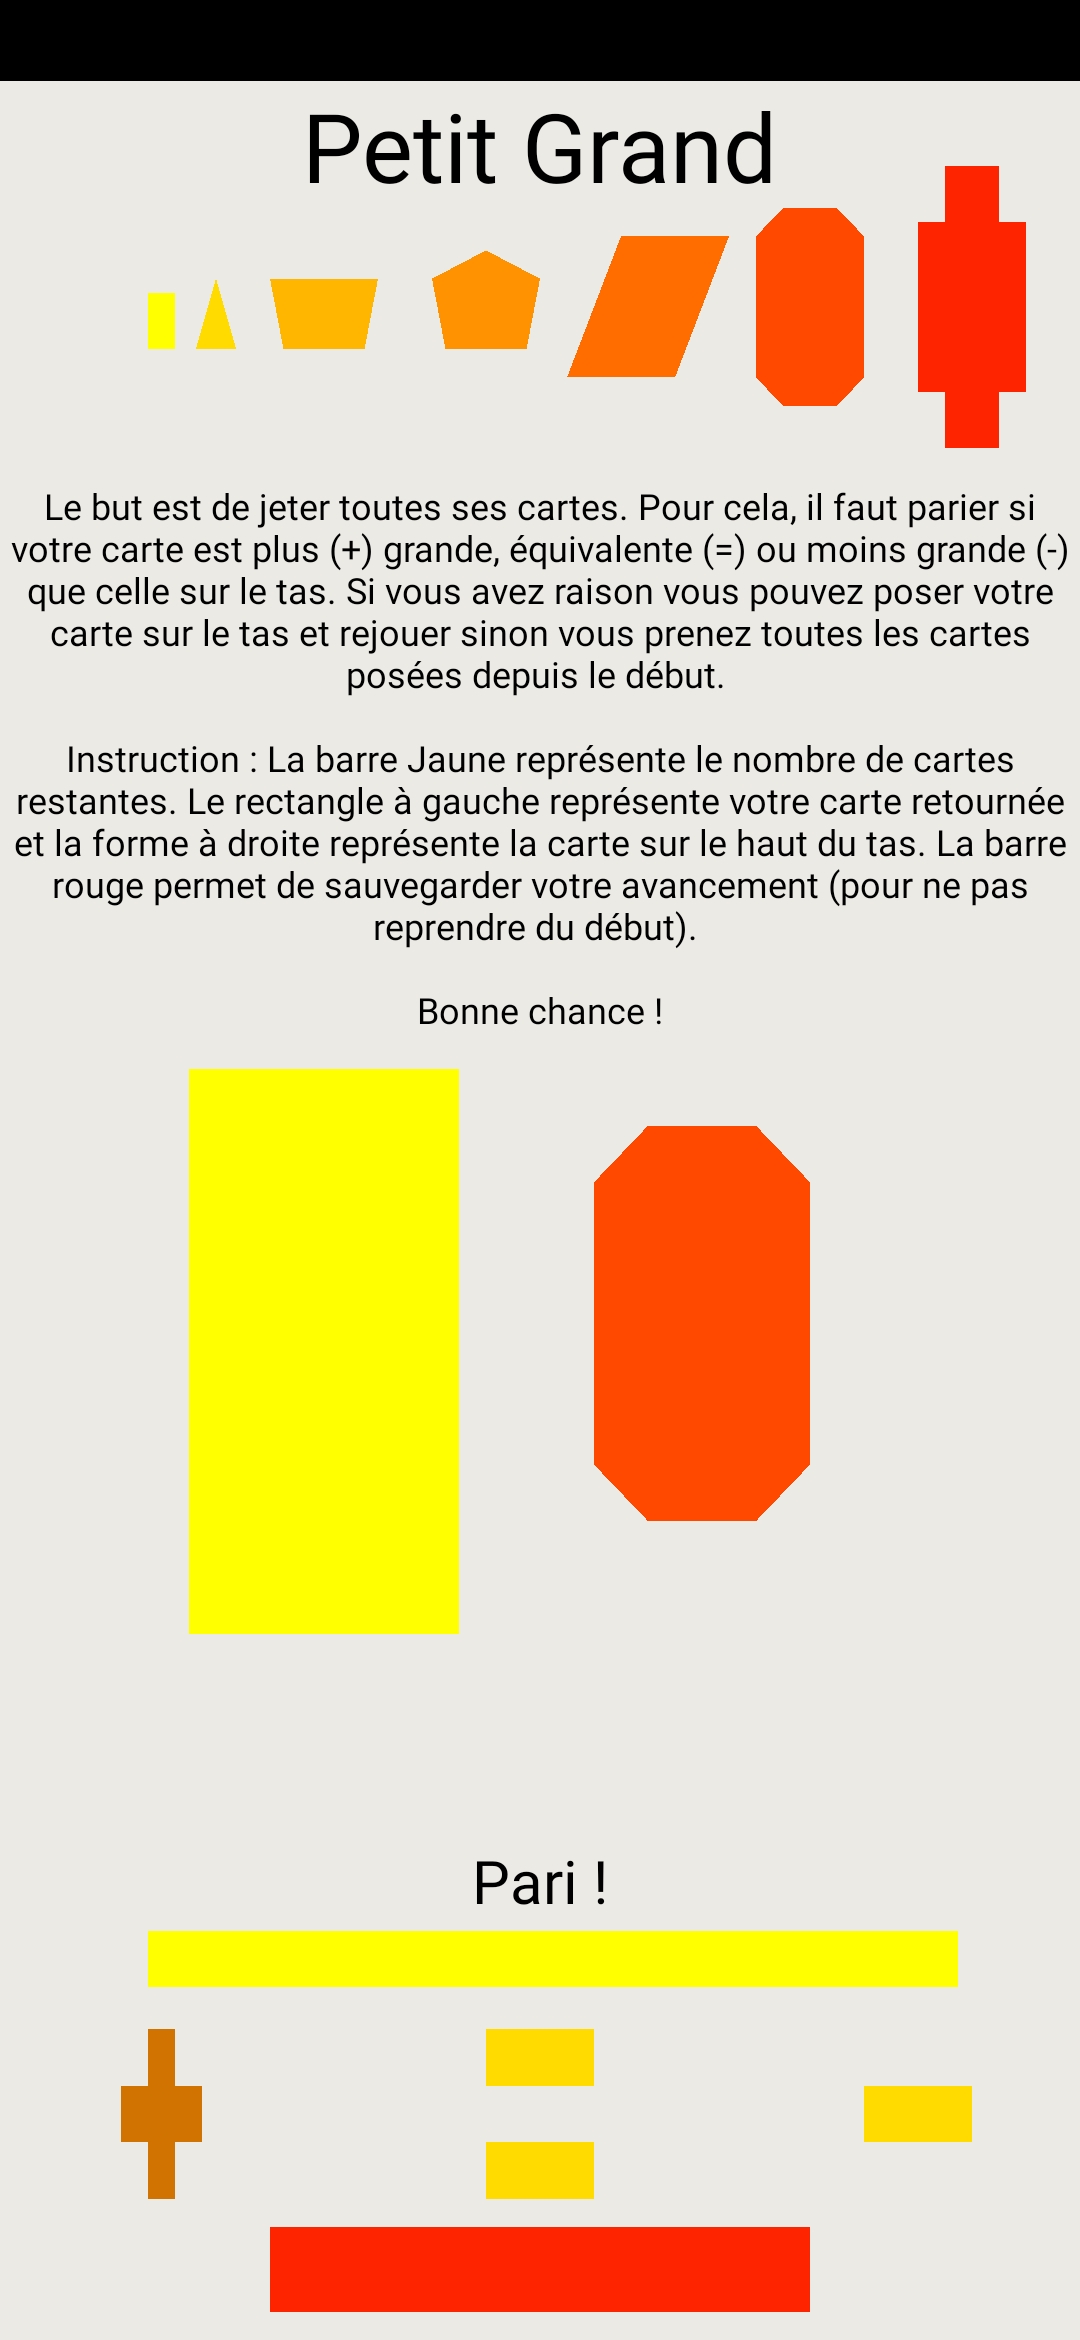 Petit Grand
Le but est de jeter toutes ses cartes. Pour cela, il faut parier si
votre carte est plus (+) grande, équivalente (=) ou moins grande (-)
que celle sur le tas. Si vous avez raison vous pouvez poser votre
carte sur le tas et rejouer sinon vous prenez toutes les cartes
posées depuis le début.
Instruction : La barre Jaune représente le nombre de cartes
restantes. Le rectangle à gauche représente votre carte retournée
et la forme à droite représente la carte sur le haut du tas. La barre
rouge permet de sauvegarder votre avancement (pour ne pas
reprendre du début).
Bonne chance !
Pari !